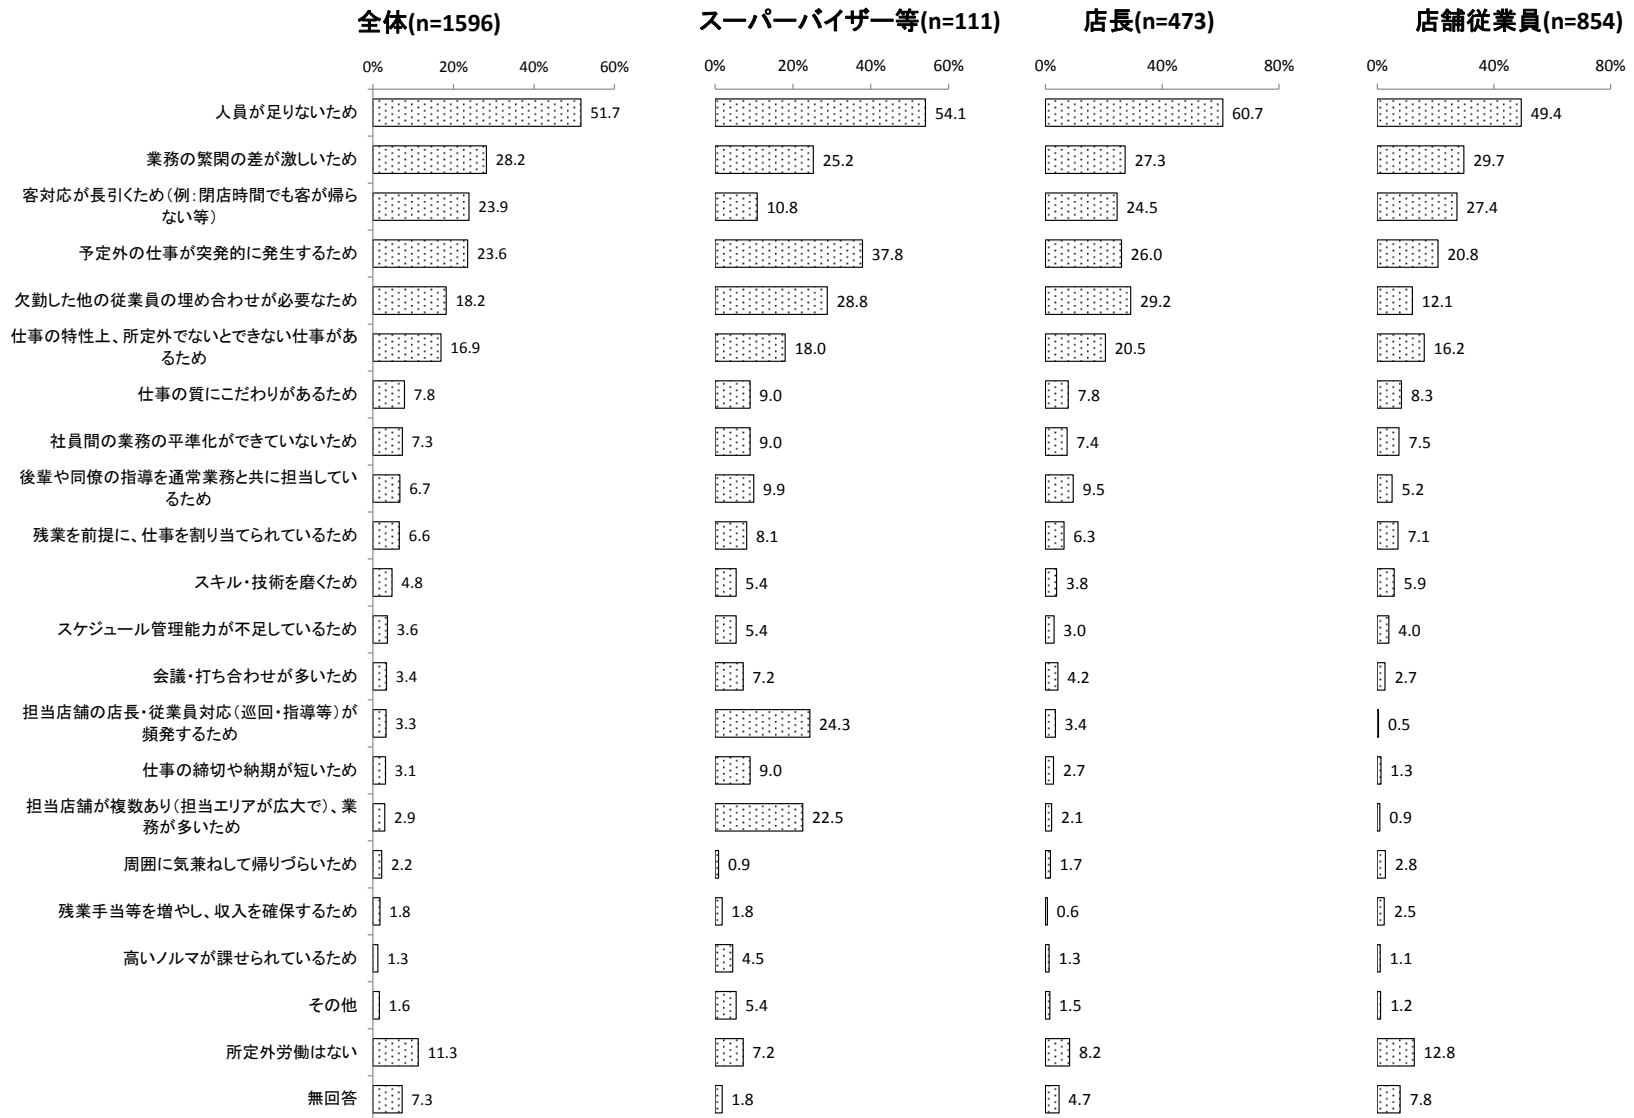 全体(n=1596) スーパーバイザー等(n=111) 店長(n=473) 店舗従業員(n=854)
0% 20% 40% 60% 0% 20% 40% 60% 0% 40% 80% 0% 40% 80%
人員が足りないため 51.7 54.1 60.7 49.4
業務の繁閑の差が激しいため 28.2 25.2 27.3 29.7
客対応が長引くため(例:閉店時間でも客が帰ら
ない等) 23.9 10.8 24.5 27.4
予定外の仕事が突発的に発生するため 23.6 37.8 26.0 20.8
欠勤した他の従業員の埋め合わせが必要なため 18.2 28.8 29.2 12.1
仕事の特性上、所定外でないとできない仕事があ
るため 16.9 18.0 20.5 16.2
仕事の質にこだわりがあるため 7.8 9.0 7.8 8.3
社員間の業務の平準化ができていないため 7.3 9.0 7.4 7.5
後輩や同僚の指導を通常業務と共に担当してい
るため 6.7 9.9 9.5 5.2
残業を前提に、仕事を割り当てられているため 6.6 8.1 6.3 7.1
スキル・技術を磨くため 4.8 5.4 3.8 5.9
スケジュール管理能力が不足しているため 3.6 5.4 3.0 4.0
会議・打ち合わせが多いため 3.4 7.2 4.2 2.7
担当店舗の店長・従業員対応(巡回・指導等)が
頻発するため 3.3 24.3 3.4 0.5
仕事の締切や納期が短いため 3.1 9.0 2.7 1.3
担当店舗が複数あり(担当エリアが広大で)、業
務が多いため 2.9 22.5 2.1 0.9
周囲に気兼ねして帰りづらいため 2.2 0.9 1.7 2.8
残業手当等を増やし、収入を確保するため 1.8 1.8 0.6 2.5
高いノルマが課せられているため 1.3 4.5 1.3 1.1
その他 1.6 5.4 1.5 1.2
所定外労働はない 11.3 7.2 8.2 12.8
無回答 7.3 1.8 4.7 7.8